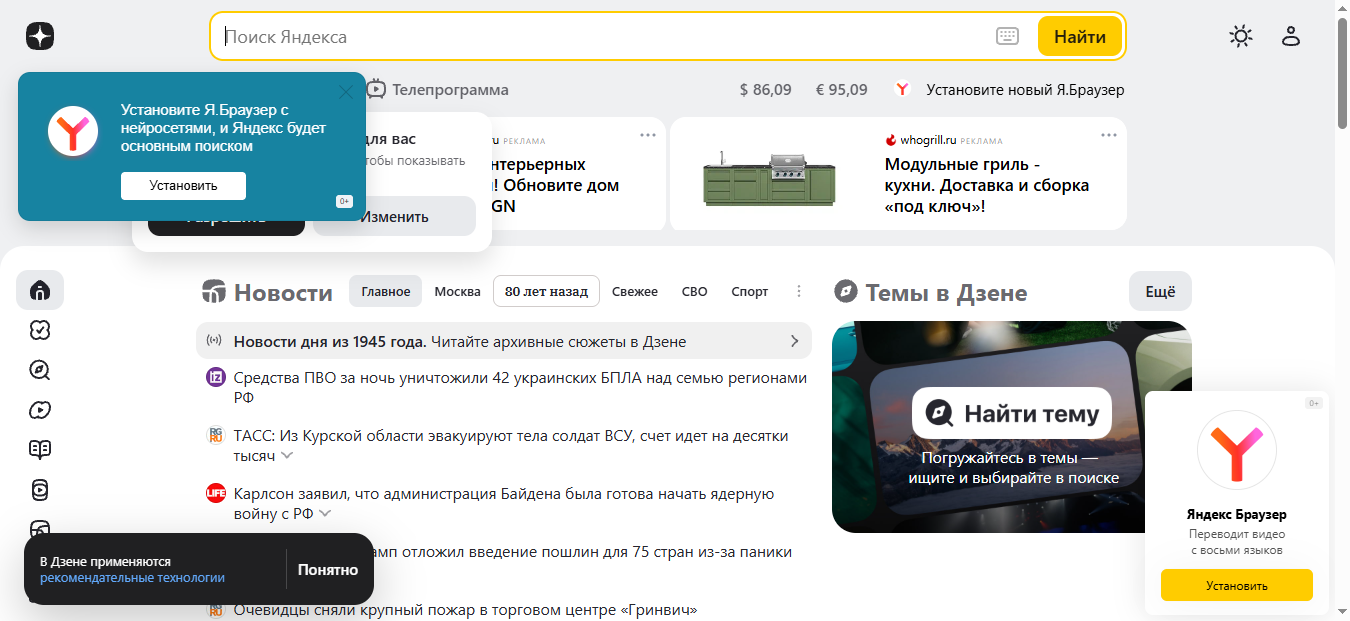 Поиск Яндекса
Найти
Телепрограмма
$ 86,09
€ 95,09
Установите новый Я.Браузер
Установите Я.Браузер с
нейросетями, и Яндекс будет
основным поиском
Установить
0+
для вас
чтобы показывать
Разрешить
Изменить
РЕКЛАМА
! Обновите дом
GN
whogrill.ru РЕКЛАМА
Модульные гриль -
кухни. Доставка и сборка
«под ключ»!
Новости
Главное
Москва
80 лет назад
Свежее
СВО
Спорт
Новости дня из 1945 года. Читайте архивные сюжеты в Дзене
Средства ПВО за ночь уничтожили 42 украинских БПЛА над семью регионами
РФ
ТАСС: Из Курской области эвакуируют тела солдат ВСУ, счет идет на десятки
тысяч
LIFE
Карлсон заявил, что администрация Байдена была готова начать ядерную
войну с РФ
амп отложил введение пошлин для 75 стран из-за паники
Очевидцы сняли крупный пожар в торговом центре «Гринвич»
Темы в Дзене
Ещё
Найти тему
Погружайтесь в темы —
ищите и выбирайте в поиске
В Дзене применяются
рекомендательные технологии
Понятно
0+
Яндекс Браузер
Переводит видео
с восьми языков
Установить